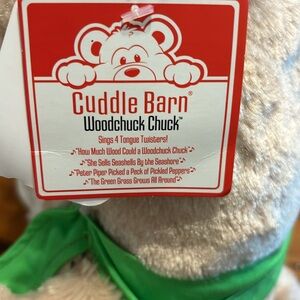 Cuddle Barn®
Woodchuck Chuck™
Sings 4 Tongue Twisters!
♪"How Much Wood Could a Woodchuck Chuck"♪
♪"She Sells Seashells By the Seashore"♪
♪"Peter Piper Picked a Peck of Pickled Peppers"♪
♪"The Green Grass Grows All Around"♪